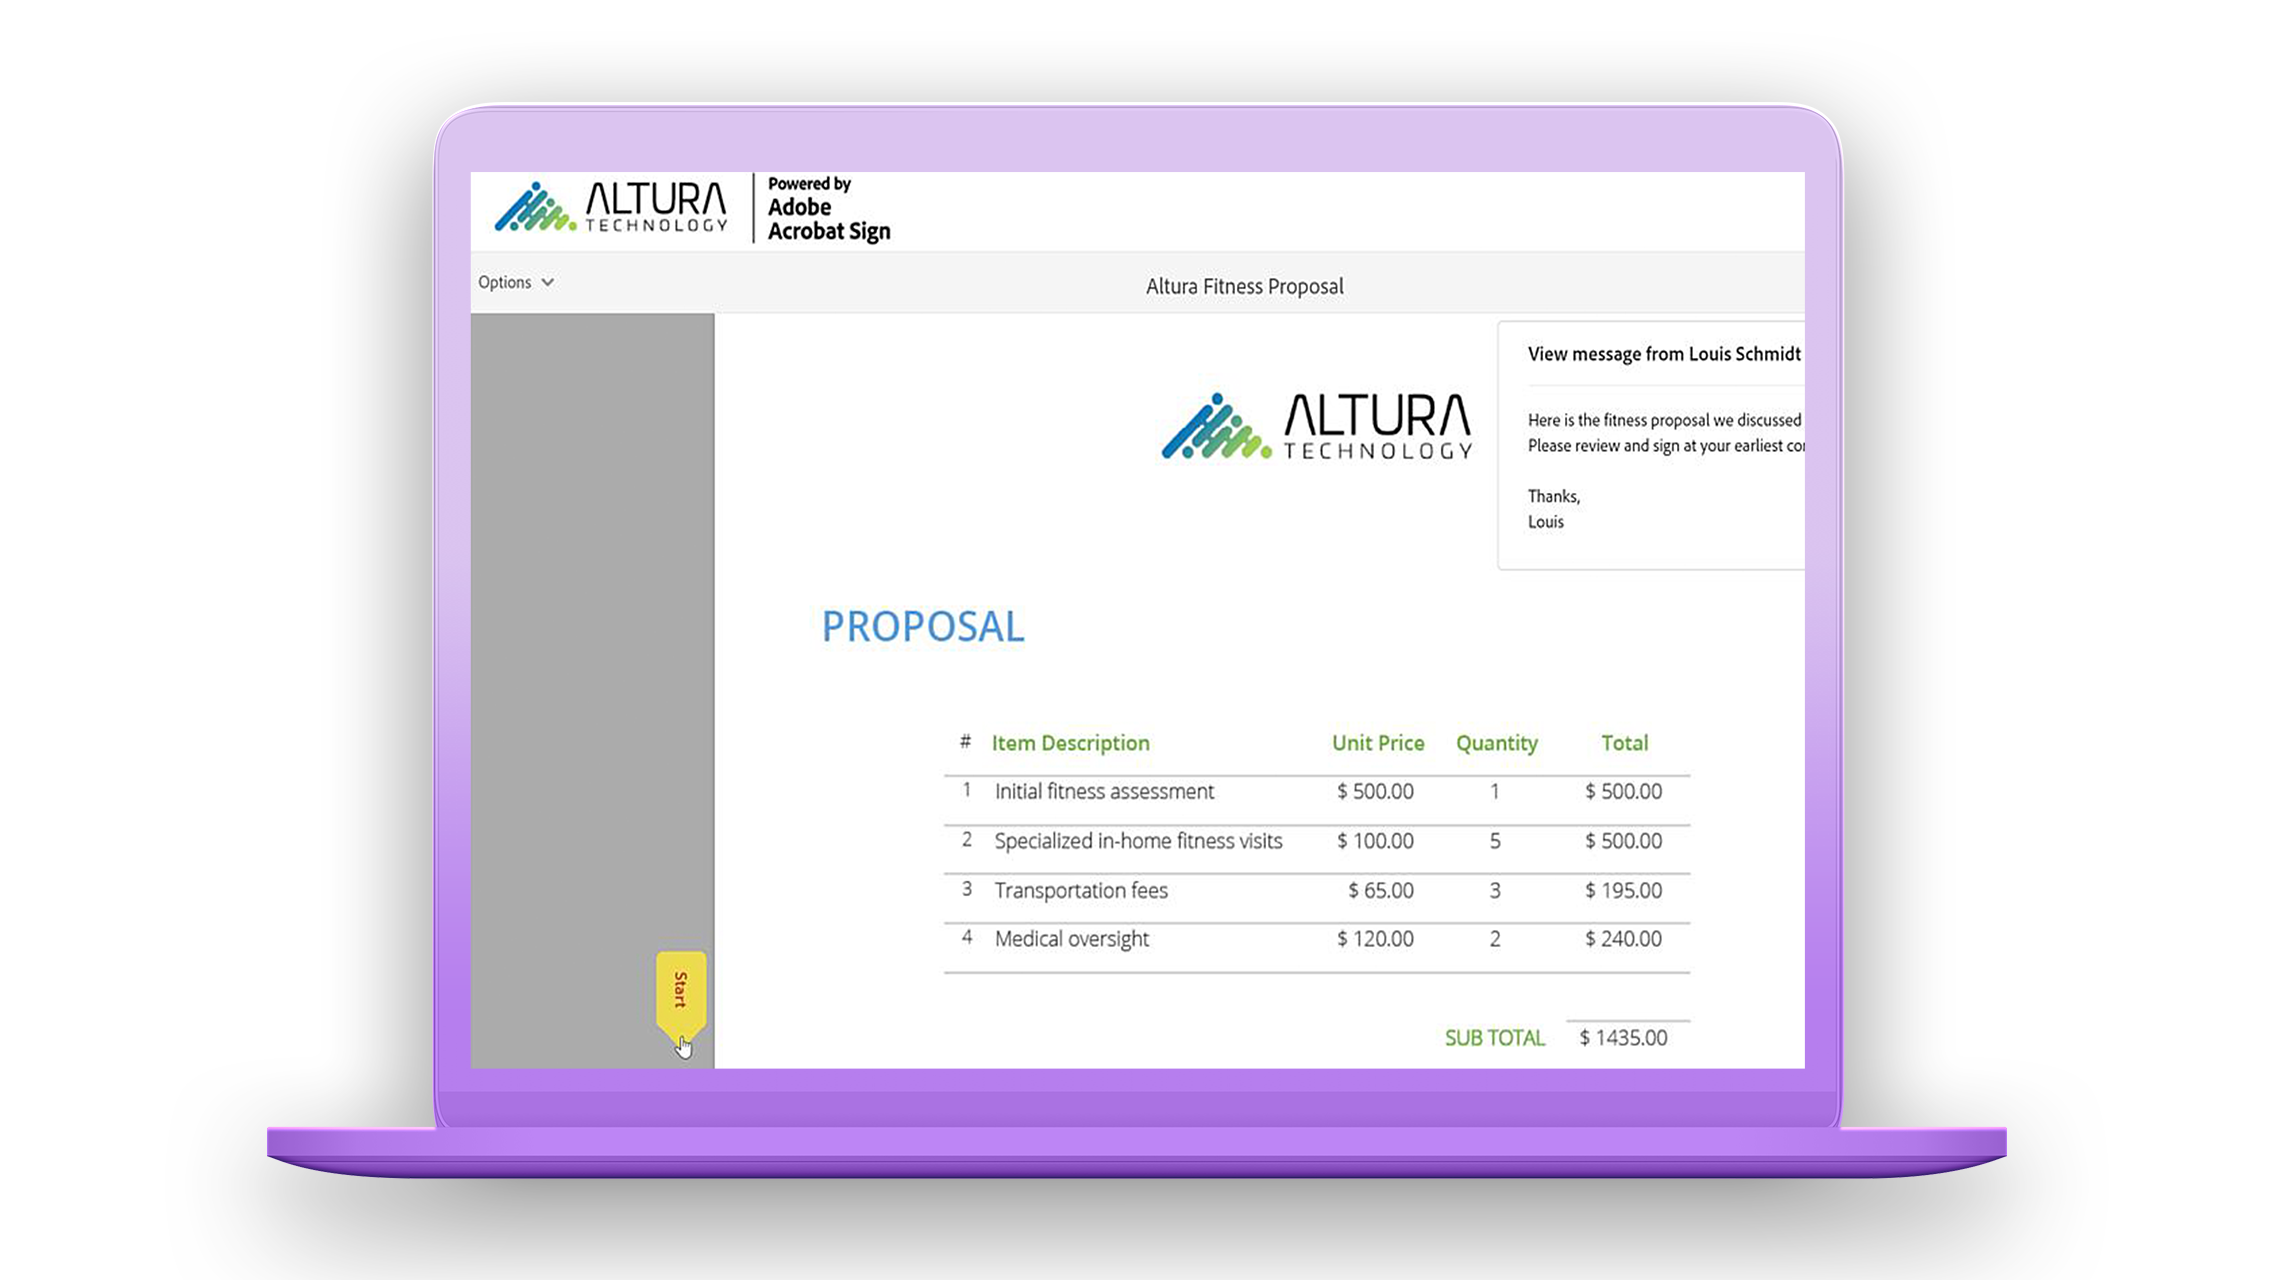 ALTURA
TECHNOLOGY
Powered by
Adobe
Acrobat Sign
Options
Altura Fitness Proposal
ALTURA
TECHNOLOGY
View message from Louis Schmidt
Here is the fitness proposal we discussed
Please review and sign at your earliest
Thanks,
Louis
PROPOSAL
# Item Description Unit Price Quantity Total
1 Initial fitness assessment $ 500.00 1 $ 500.00
2 Specialized in-home fitness visits $ 100.00 5 $ 500.00
3 Transportation fees $ 65.00 3 $ 195.00
4 Medical oversight $ 120.00 2 $ 240.00
Start
SUB TOTAL $ 1435.00